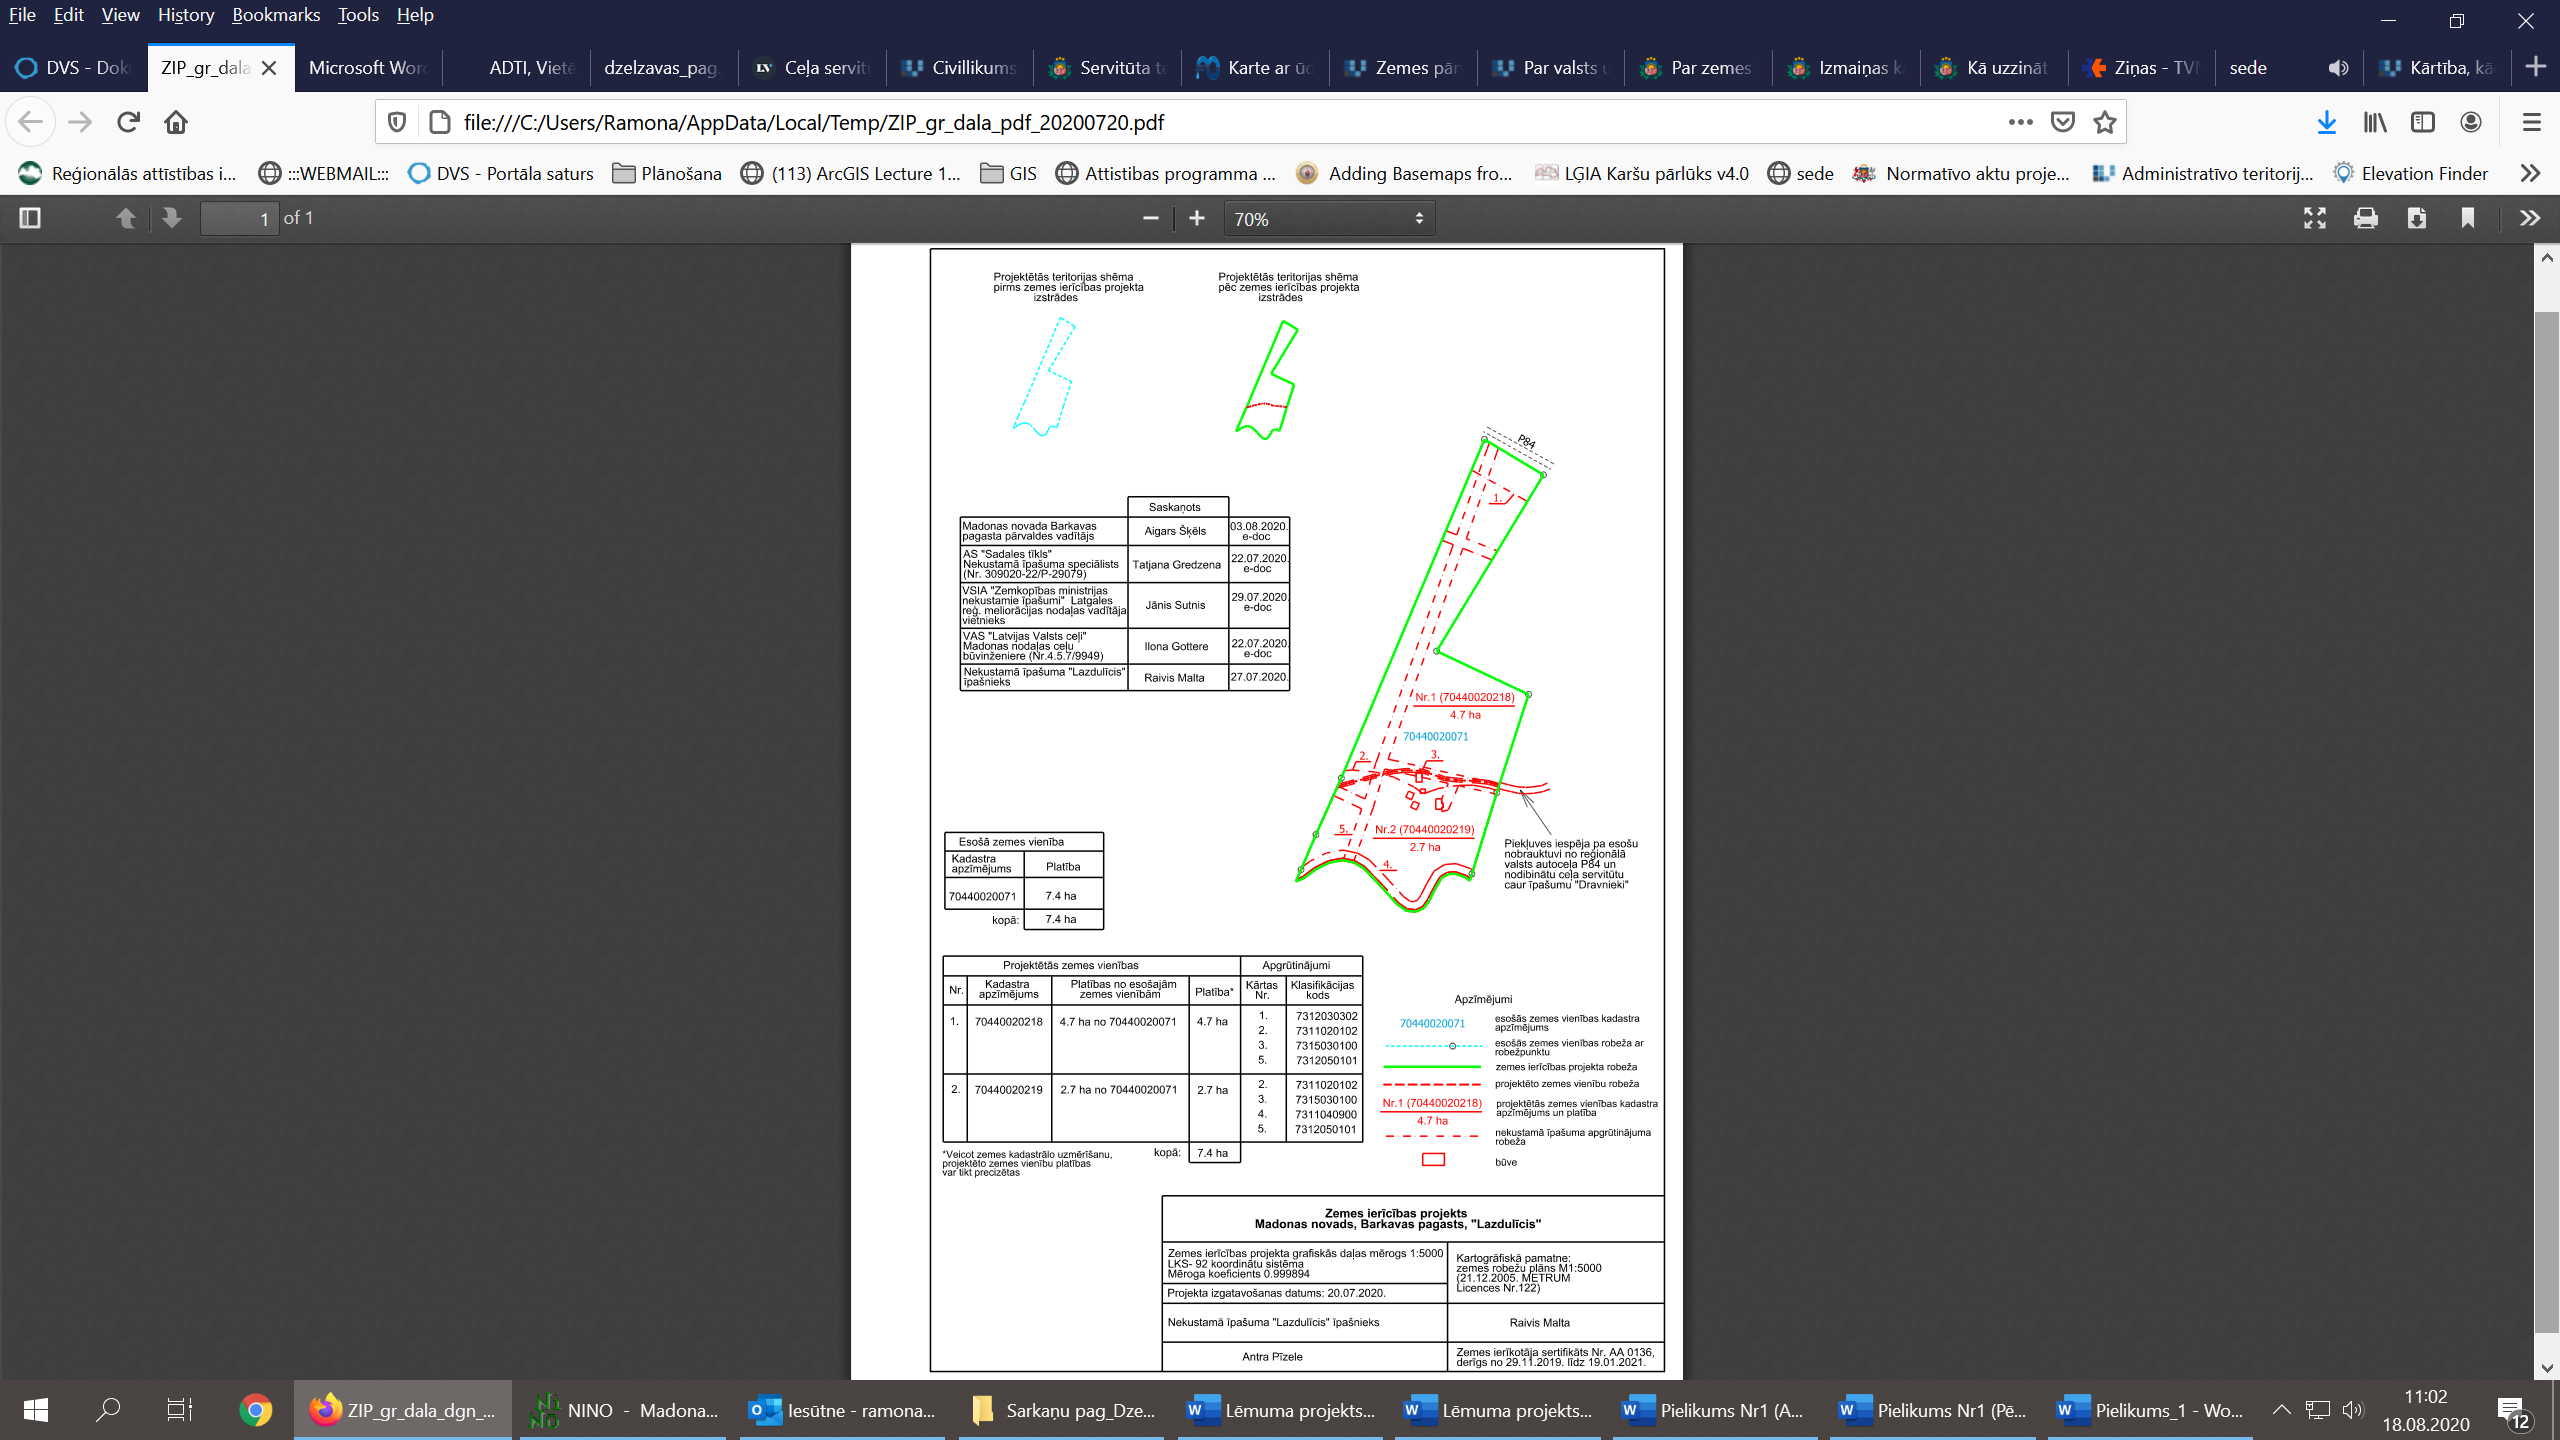 File Edit View History Bookmarks Tools Help
DVS - Dok
ZIP_gr_dala
Microsoft Wor
ADTI, Vietē
dzelzavas_pag.
Ceļa servit
Civillikums
Servitūta te
Karte ar ūd
Zemes pār
Par valsts u
Par zemes
Izmaiņas k
Kā uzzināt
Ziņas - TVN
sede
Kārtība, kā
file:///C:/Users/Ramona/AppData/Local/Temp/ZIP_gr_dala_pdf_20200720.pdf
Reģionālās attīstības i...
:::WEBMAIL:::
DVS - Portāla saturs
Plānošana
(113) ArcGIS Lecture 1...
GIS
Attistibas programma ...
Adding Basemaps fro...
LĢIA Karšu pārlūks v4.0
sede
Normatīvo aktu proje...
Administratīvo teritorij...
Elevation Finder
1 of 1
70%
Projektētās teritorijas shēma
pirms zemes ierīcības projekta
izstrādes
Projektētās teritorijas shēma
pēc zemes ierīcības projekta
izstrādes
P84
1.
Saskaņots
Madonas novada Barkavas
pagasta pārvaldes vadītājs
Aigars Šķēls
03.08.2020.
e-doc
AS "Sadales tīkls"
Nekustamā īpašuma speciālists
(Nr. 309020-22/P-29079)
Tatjana Gredzena
22.07.2020.
e-doc
VSIA "Zemkopības ministrijas
nekustamie īpašumi" Latgales
reģ. meliorācijas nodaļas vadītāja
vietnieks
Jānis Sutnis
29.07.2020.
e-doc
VAS "Latvijas Valsts ceļi"
Madonas nodaļas ceļu
būvinženiere (Nr.4.5.7/9949)
Ilona Gottere
22.07.2020.
e-doc
Nekustamā īpašuma "Lazdulīcis"
īpašnieks
Raivis Malta
27.07.2020.
Nr.1 (70440020218)
4.7 ha
70440020071
2.
3.
5.
Nr.2 (70440020219)
2.7 ha
4.
Piekļuves iespēja pa esošu
nobrauktuvi no reģionālā
valsts autoceļa P84 un
nodibinātu ceļa servitūtu
caur īpašumu "Dravnieki"
Esošā zemes vienība
Kadastra
apzīmējums
Platība
70440020071
7.4 ha
kopā:
7.4 ha
Projektētās zemes vienības
Apgrūtinājumi
Nr.
Kadastra
apzīmējums
Platības no esošajām
zemes vienībām
Platība*
Kārtas
Nr.
Klasifikācijas
kods
1.
70440020218
4.7 ha no 70440020071
4.7 ha
1. 7312030302
2. 7311020102
3. 7315030100
5. 7312050101
2.
70440020219
2.7 ha no 70440020071
2.7 ha
2. 7311020102
3. 7315030100
4. 7311040900
5. 7312050101
kopā:
7.4 ha
*Veicot zemes kadastrālo uzmērīšanu,
projektēto zemes vienību platības
var tikt precizētas
Apzīmējumi
70440020071
esošās zemes vienības kadastra
apzīmējums
esošās zemes vienības robeža ar
robežpunktu
zemes ierīcības projekta robeža
projektēto zemes vienību robeža
Nr.1 (70440020218)
4.7 ha
projektētās zemes vienības kadastra
apzīmējums un platība
nekustamā īpašuma apgrūtinājuma
robeža
būve
Zemes ierīcības projekts
Madonas novads, Barkavas pagasts, "Lazdulīcis"
Zemes ierīcības projekta grafiskās daļas mērogs 1:5000
LKS- 92 koordinātu sistēma
Mēroga koeficients 0.999894
Projekta izgatavošanas datums: 20.07.2020.
Kartogrāfiskā pamatne:
zemes robežu plāns M1:5000
(21.12.2005. METRUM
Licences Nr.122)
Nekustamā īpašuma "Lazdulīcis" īpašnieks
Raivis Malta
Antra Pīzele
Zemes ierīkotāja sertifikāts Nr. AA 0136,
derīgs no 29.11.2019. līdz 19.01.2021.
ZIP_gr_dala_dgn_...
NINO - Madona...
Iesūtne - ramona...
Sarkaņu pag_Dze...
Lēmuma projekts...
Lēmuma projekts...
Pielikums Nr1 (A...
Pielikums Nr1 (Pē...
Pielikums_1 - Wo...
11:02
18.08.2020
12